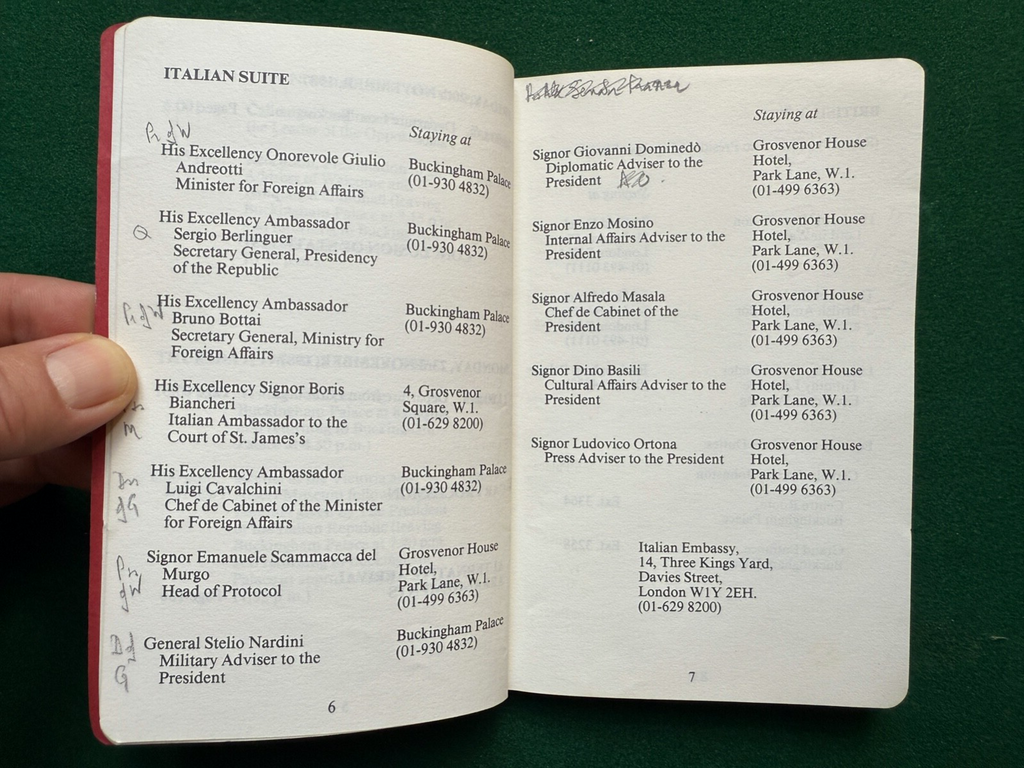 ITALIAN SUITE
Staying at
Pr of W
His Excellency Onorevole Giulio
Andreotti
Minister for Foreign Affairs
Buckingham Palace
(01-930 4832)
Q
His Excellency Ambassador
Sergio Berlinguer
Secretary General, Presidency
of the Republic
Buckingham Palace
(01-930 4832)
Pr of W
His Excellency Ambassador
Bruno Bottai
Secretary General, Ministry for
Foreign Affairs
Buckingham Palace
(01-930 4832)
M
His Excellency Signor Boris
Biancheri
Italian Ambassador to the
Court of St. James's
4, Grosvenor
Square, W.1.
(01-629 8200)
of G
His Excellency Ambassador
Luigi Cavalchini
Chef de Cabinet of the Minister
for Foreign Affairs
Buckingham Palace
(01-930 4832)
Pr
of W
Signor Emanuele Scammacca del
Murgo
Head of Protocol
Grosvenor House
Hotel,
Park Lane, W.1.
(01-499 6363)
D of
G
General Stelio Nardini
Military Adviser to the
President
Buckingham Palace
(01-930 4832)
6
Staying at
Signor Giovanni Dominedò
Diplomatic Adviser to the
President
Grosvenor House
Hotel,
Park Lane, W.1.
(01-499 6363)
Signor Enzo Mosino
Internal Affairs Adviser to the
President
Grosvenor House
Hotel,
Park Lane, W.1.
(01-499 6363)
Signor Alfredo Masala
Chef de Cabinet of the
President
Grosvenor House
Hotel,
Park Lane, W.1.
(01-499 6363)
Signor Dino Basili
Cultural Affairs Adviser to the
President
Grosvenor House
Hotel,
Park Lane, W.1.
(01-499 6363)
Signor Ludovico Ortona
Press Adviser to the President
Grosvenor House
Hotel,
Park Lane, W.1.
(01-499 6363)
Italian Embassy,
14, Three Kings Yard,
Davies Street,
London W1Y 2EH.
(01-629 8200)
7